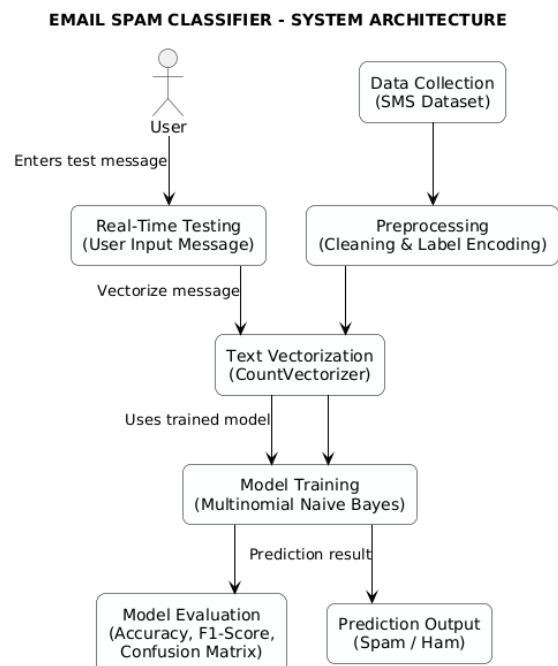 EMAIL SPAM CLASSIFIER - SYSTEM ARCHITECTURE
User
Data Collection
(SMS Dataset)
Enters test message
Real-Time Testing
(User Input Message)
Preprocessing
(Cleaning & Label Encoding)
Vectorize message
Text Vectorization
(CountVectorizer)
Uses trained model
Model Training
(Multinomial Naive Bayes)
Prediction result
Model Evaluation
(Accuracy, F1-Score,
Confusion Matrix)
Prediction Output
(Spam / Ham)